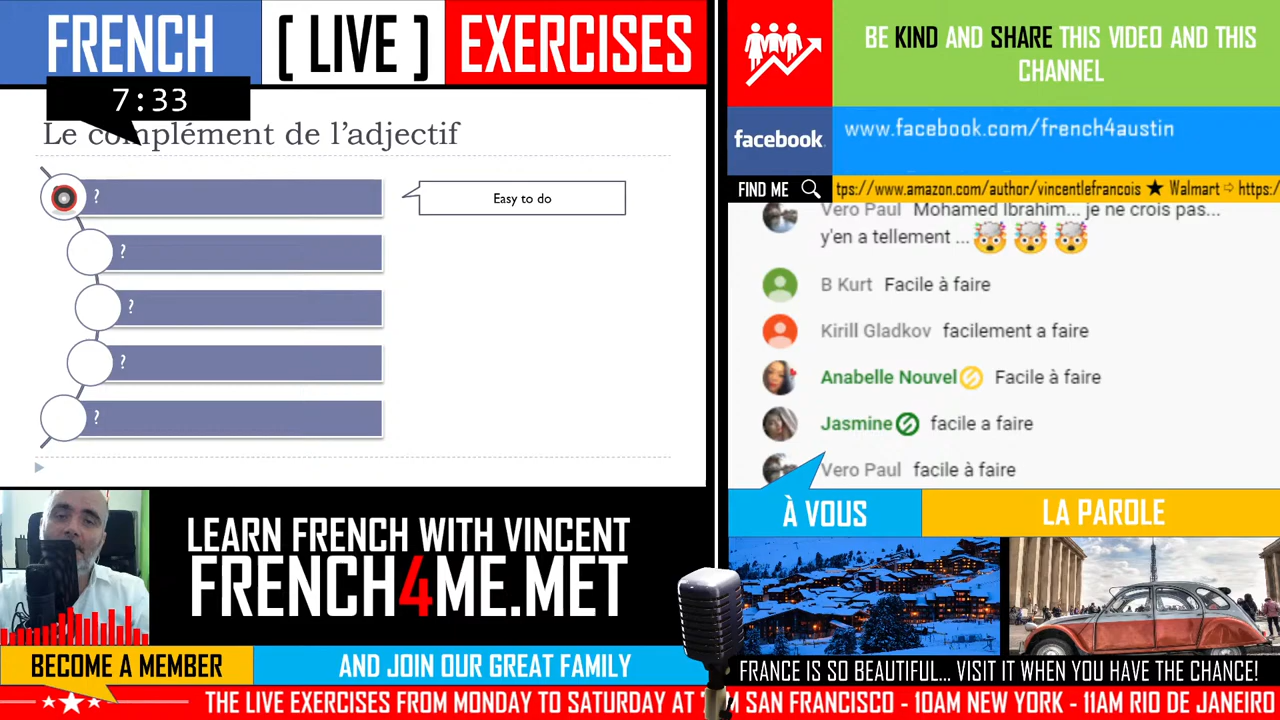 FRENCH
[ LIVE ]
EXERCISES
7:33
Le complément de l’adjectif
?
Easy to do
?
?
?
?
LEARN FRENCH WITH VINCENT
FRENCH4ME.MET
BECOME A MEMBER
AND JOIN OUR GREAT FAMILY
BE KIND AND SHARE THIS VIDEO AND THIS
CHANNEL
facebook.
www.facebook.com/french4austin
FIND ME
tps://www.amazon.com/author/vincentlefrancois ★ Walmart ⇨ https:/
Vero Paul Mohamed Ibrahim... je ne crois pas...
y'en a tellement ...
B Kurt Facile à faire
Kirill Gladkov facilement a faire
Anabelle Nouvel Facile à faire
Jasmine facile a faire
Vero Paul facile à faire
À VOUS
LA PAROLE
FRANCE IS SO BEAUTIFUL... VISIT IT WHEN YOU HAVE THE CHANCE!
THE LIVE EXERCISES FROM MONDAY TO SATURDAY AT SAN FRANCISCO - 10AM NEW YORK - 11AM RIO DE JANEIRO